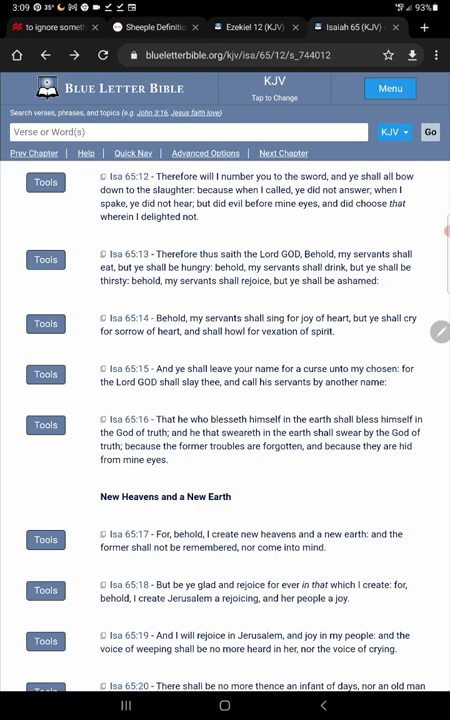 3:09 35° 93%
to ignore someth
Sheeple Definitio
Ezekiel 12 (KJV)
Isaiah 65 (KJV) -
blueletterbible.org/kjv/isa/65/12/s_744012
BLUE LETTER BIBLE
KJV
Tap to Change
Menu
Search verses, phrases, and topics (e.g. John 3:16, Jesus faith love)
Verse or Word(s)
KJV
Go
Prev Chapter | Help | Quick Nav | Advanced Options | Next Chapter
Tools
Isa 65:12 - Therefore will I number you to the sword, and ye shall all bow
down to the slaughter: because when I called, ye did not answer; when I
spake, ye did not hear; but did evil before mine eyes, and did choose that
wherein I delighted not.
Tools
Isa 65:13 - Therefore thus saith the Lord GOD, Behold, my servants shall
eat, but ye shall be hungry: behold, my servants shall drink, but ye shall be
thirsty: behold, my servants shall rejoice, but ye shall be ashamed:
Tools
Isa 65:14 - Behold, my servants shall sing for joy of heart, but ye shall cry
for sorrow of heart, and shall howl for vexation of spirit.
Tools
Isa 65:15 - And ye shall leave your name for a curse unto my chosen: for
the Lord GOD shall slay thee, and call his servants by another name:
Tools
Isa 65:16 - That he who blesseth himself in the earth shall bless himself in
the God of truth; and he that sweareth in the earth shall swear by the God of
truth; because the former troubles are forgotten, and because they are hid
from mine eyes.
New Heavens and a New Earth
Tools
Isa 65:17 - For, behold, I create new heavens and a new earth: and the
former shall not be remembered, nor come into mind.
Tools
Isa 65:18 - But be ye glad and rejoice for ever in that which I create: for,
behold, I create Jerusalem a rejoicing, and her people a joy.
Tools
Isa 65:19 - And I will rejoice in Jerusalem, and joy in my people: and the
voice of weeping shall be no more heard in her, nor the voice of crying.
Tools
Isa 65:20 - There shall be no more thence an infant of days, nor an old man